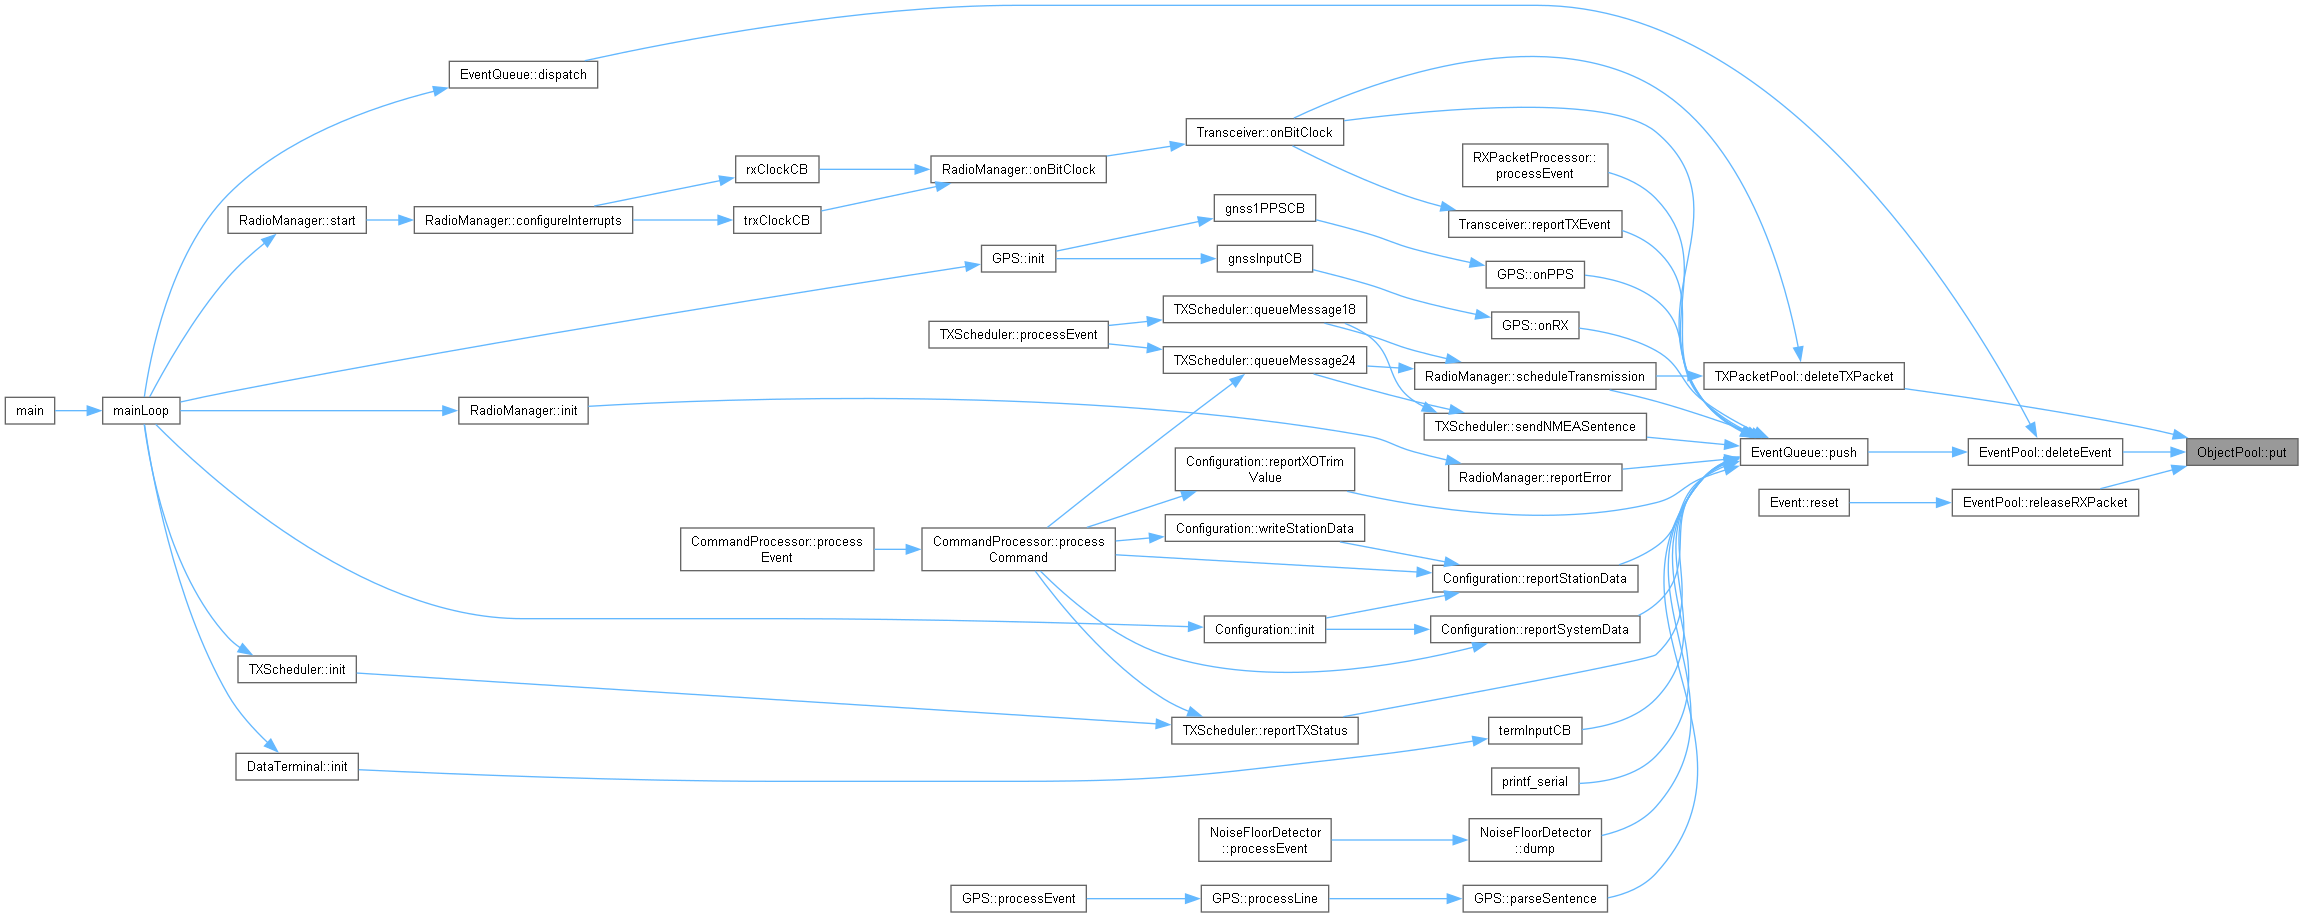 EventQueue::dispatch
Transceiver::onBitClock
RXPacketProcessor::
processEvent
rxClockCB
RadioManager::onBitClock
RadioManager::start
RadioManager::configureInterrupts
trxClockCB
gnss1PPSCB
Transceiver::reportTXEvent
GPS::init
gnssInputCB
GPS::onPPS
TXScheduler::queueMessage18
TXScheduler::processEvent
GPS::onRX
TXScheduler::queueMessage24
RadioManager::scheduleTransmission
TXPacketPool::deleteTXPacket
main
mainLoop
RadioManager::init
TXScheduler::sendNMEASentence
EventQueue::push
EventPool::deleteEvent
ObjectPool::put
Configuration::reportXOTrim
Value
RadioManager::reportError
Event::reset
EventPool::releaseRXPacket
Configuration::writeStationData
CommandProcessor::process
Event
CommandProcessor::process
Command
Configuration::reportStationData
Configuration::init
Configuration::reportSystemData
TXScheduler::init
TXScheduler::reportTXStatus
termInputCB
DataTerminal::init
printf_serial
NoiseFloorDetector
::processEvent
NoiseFloorDetector
::dump
GPS::processEvent
GPS::processLine
GPS::parseSentence